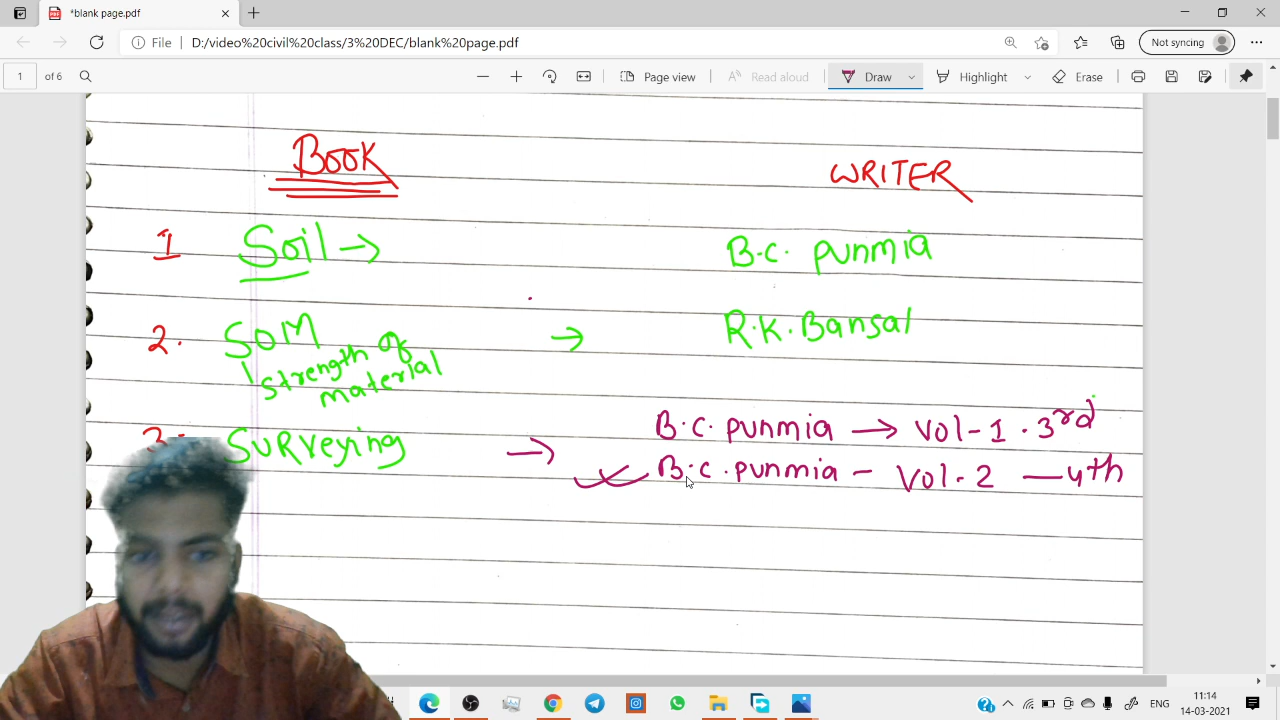 *blank page.pdf
File D:/video%20civil%20class/3%20DEC/blank%20page.pdf Not syncing
1 of 6 Page view Read aloud Draw Highlight Erase
BOOK WRITER
1 Soil → B.C. punmia
2. SOM → R.K.Bansal
Strength of
material
3. Surveying → B.C. punmia → Vol-1 . 3rd
B.C. punmia - Vol-2 — 4th
ENG 11:14
14-03-2021